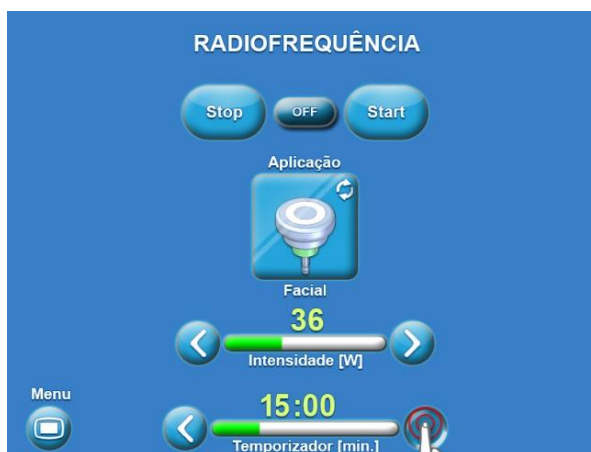 RADIOFREQUÊNCIA
Stop OFF Start
Aplicação
Facial
36
Intensidade [W]
Menu
15:00
Temporizador [min.]